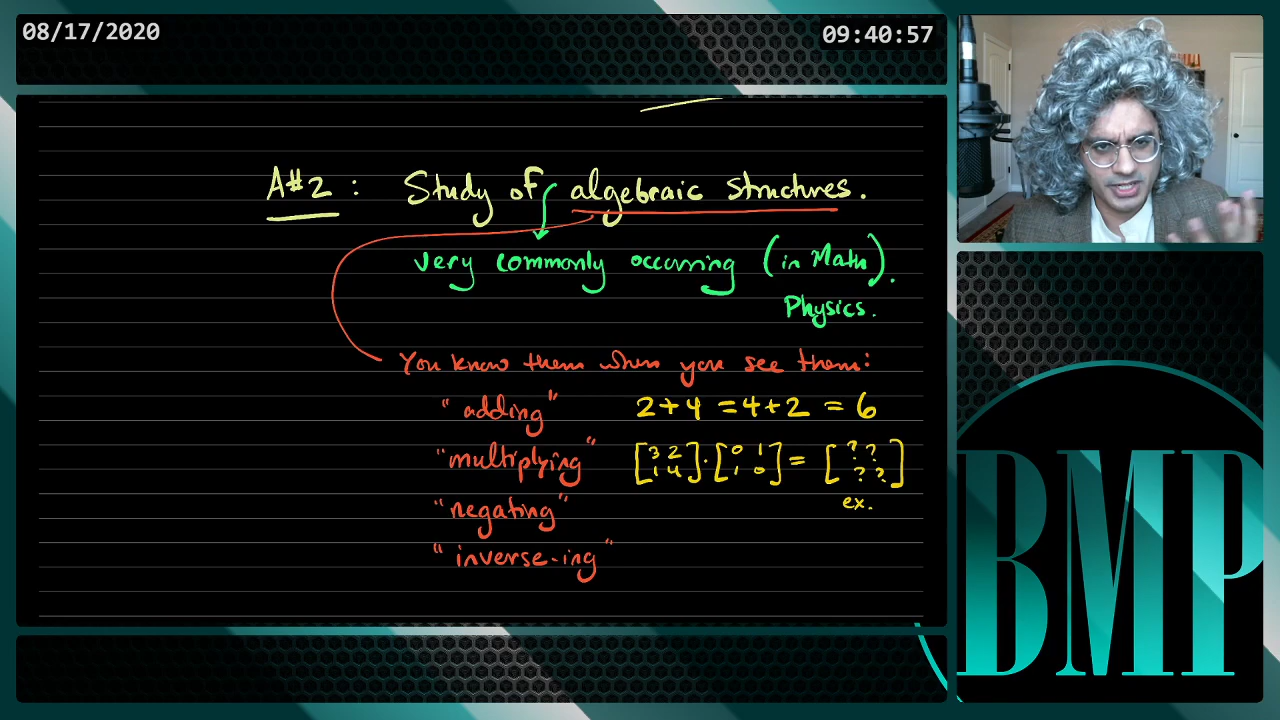 08/17/2020
09:40:57
A#2 : Study of algebraic structures.
very commonly occurring (in Math).
Physics.
You know them when you see them:
"adding" 2+4 =4+2 = 6
"multiplying" [3 2 1 4] · [0 1 1 0] = [? ? ? ?]
ex.
"negating"
"inverse-ing"
BMP